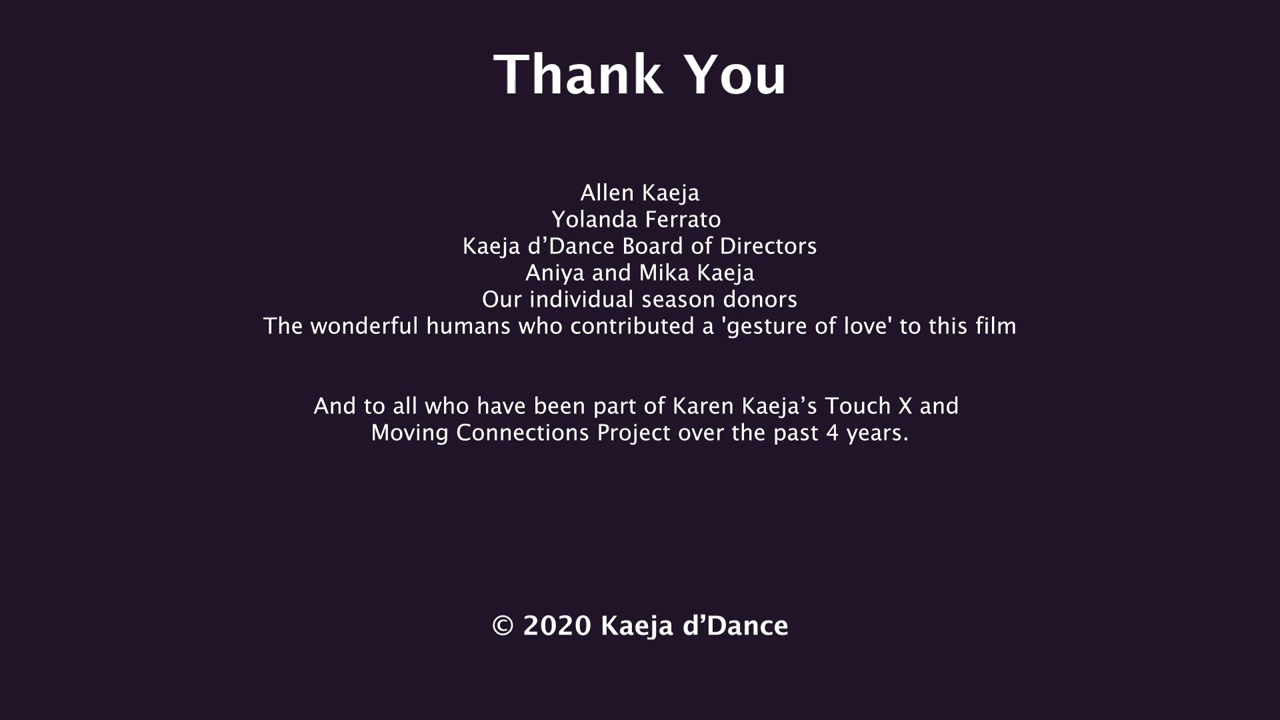 Thank You
Allen Kaeja
Yolanda Ferrato
Kaeja d’Dance Board of Directors
Aniya and Mika Kaeja
Our individual season donors
The wonderful humans who contributed a 'gesture of love' to this film
And to all who have been part of Karen Kaeja’s Touch X and
Moving Connections Project over the past 4 years.
© 2020 Kaeja d’Dance